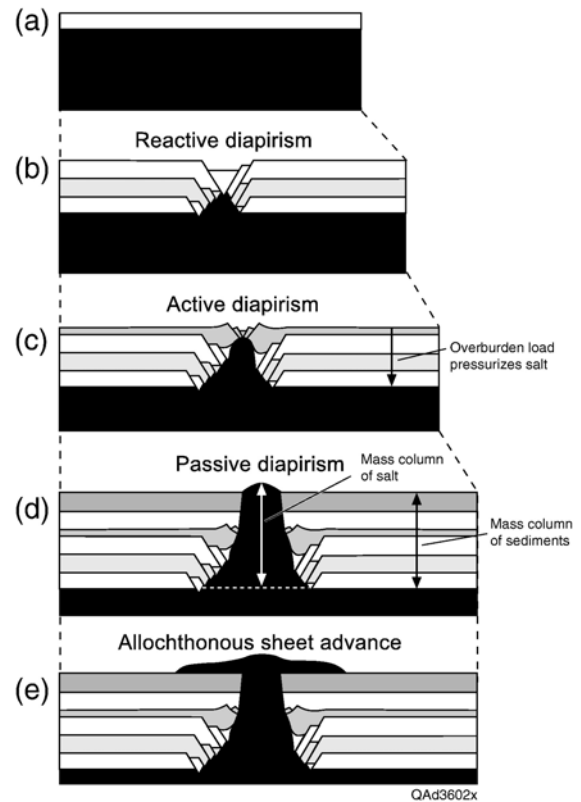 (a)
Reactive diapirism
(b)
Active diapirism
(c)
Overburden load
pressurizes salt
Passive diapirism
Mass column
of salt
(d)
Mass column
of sediments
Allochthonous sheet advance
(e)
QAd3602x